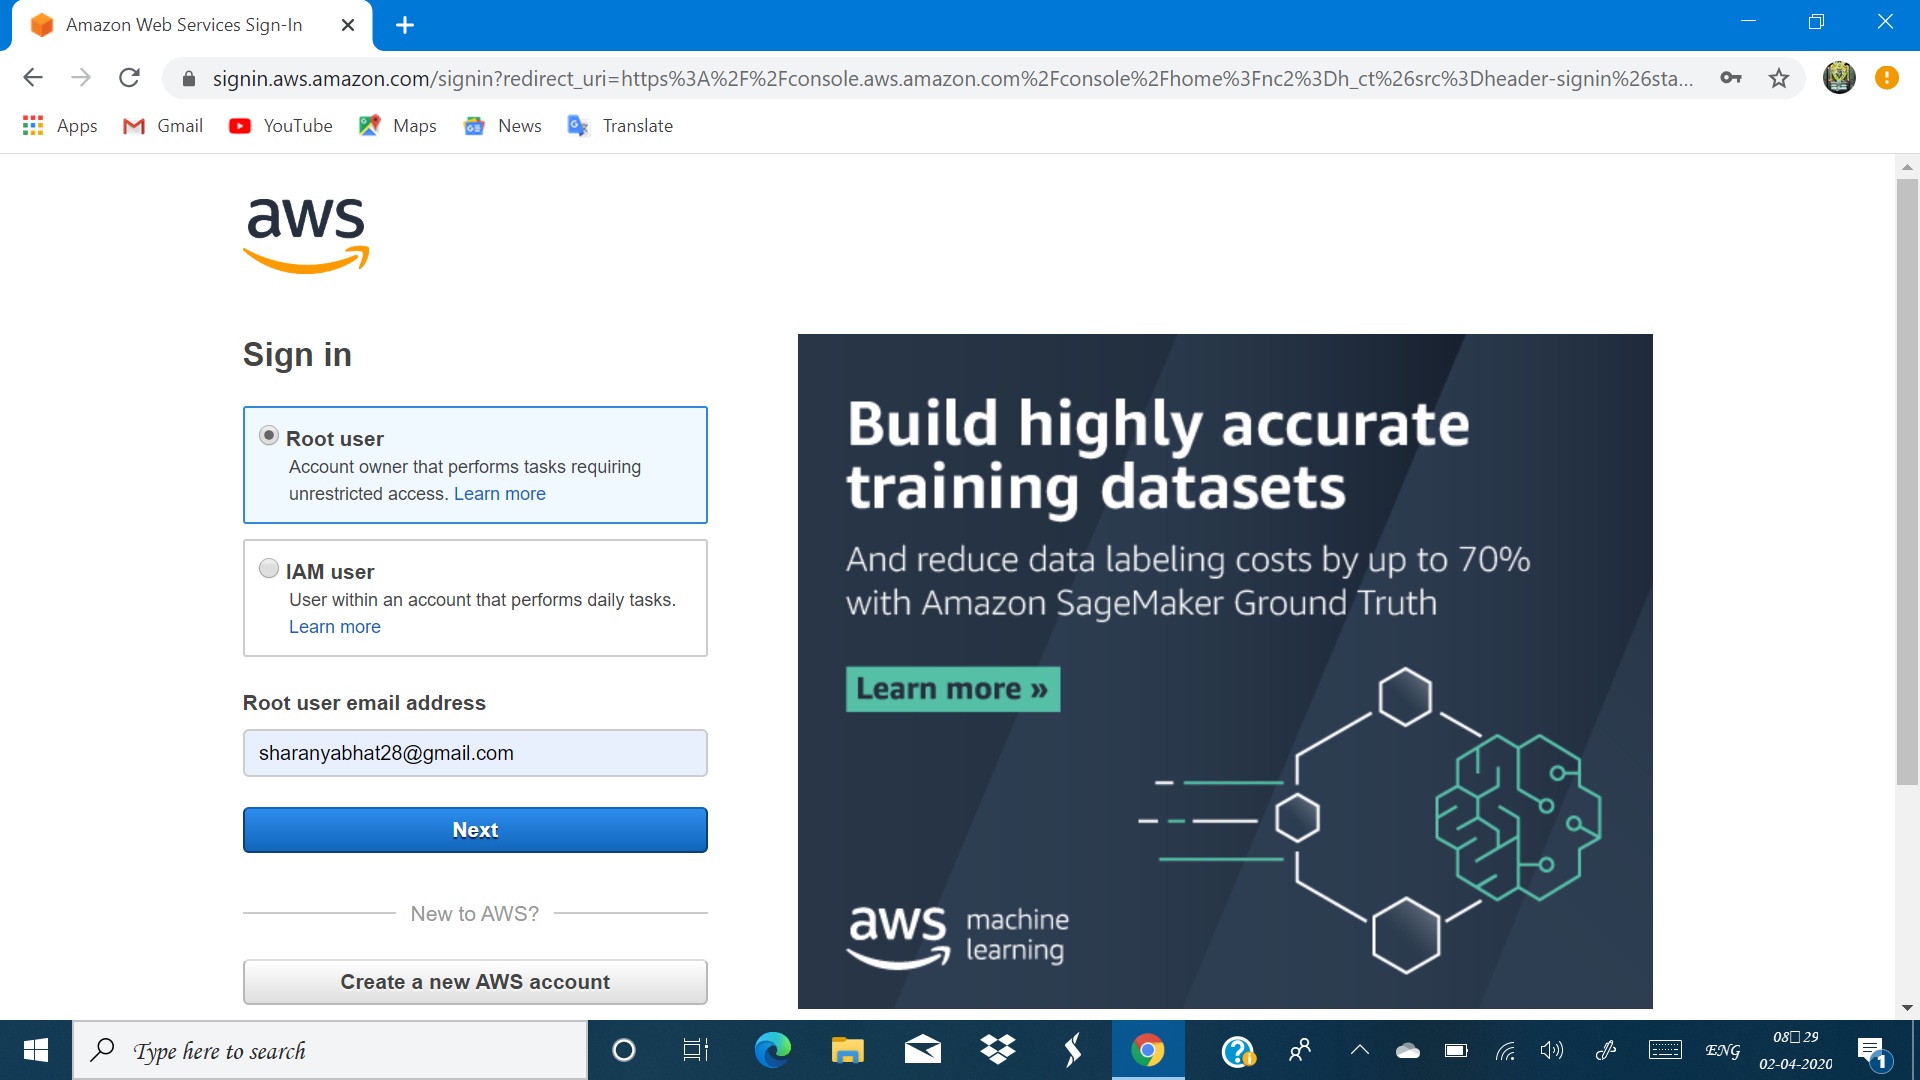 Amazon Web Services Sign-In
signin.aws.amazon.com/signin?redirect_uri=https%3A%2F%2Fconsole.aws.amazon.com%2Fconsole%2Fhome%3Fnc2%3Dh_ct%26src%3Dheader-signin%26sta...
Apps Gmail YouTube Maps News Translate
aws
Sign in
Root user
Account owner that performs tasks requiring
unrestricted access. Learn more
IAM user
User within an account that performs daily tasks.
Learn more
Root user email address
sharanyabhat28@gmail.com
Next
New to AWS?
Create a new AWS account
Build highly accurate
training datasets
And reduce data labeling costs by up to 70%
with Amazon SageMaker Ground Truth
Learn more »
aws machine
learning
Type here to search
ENG
08 29
02-04-2020
1